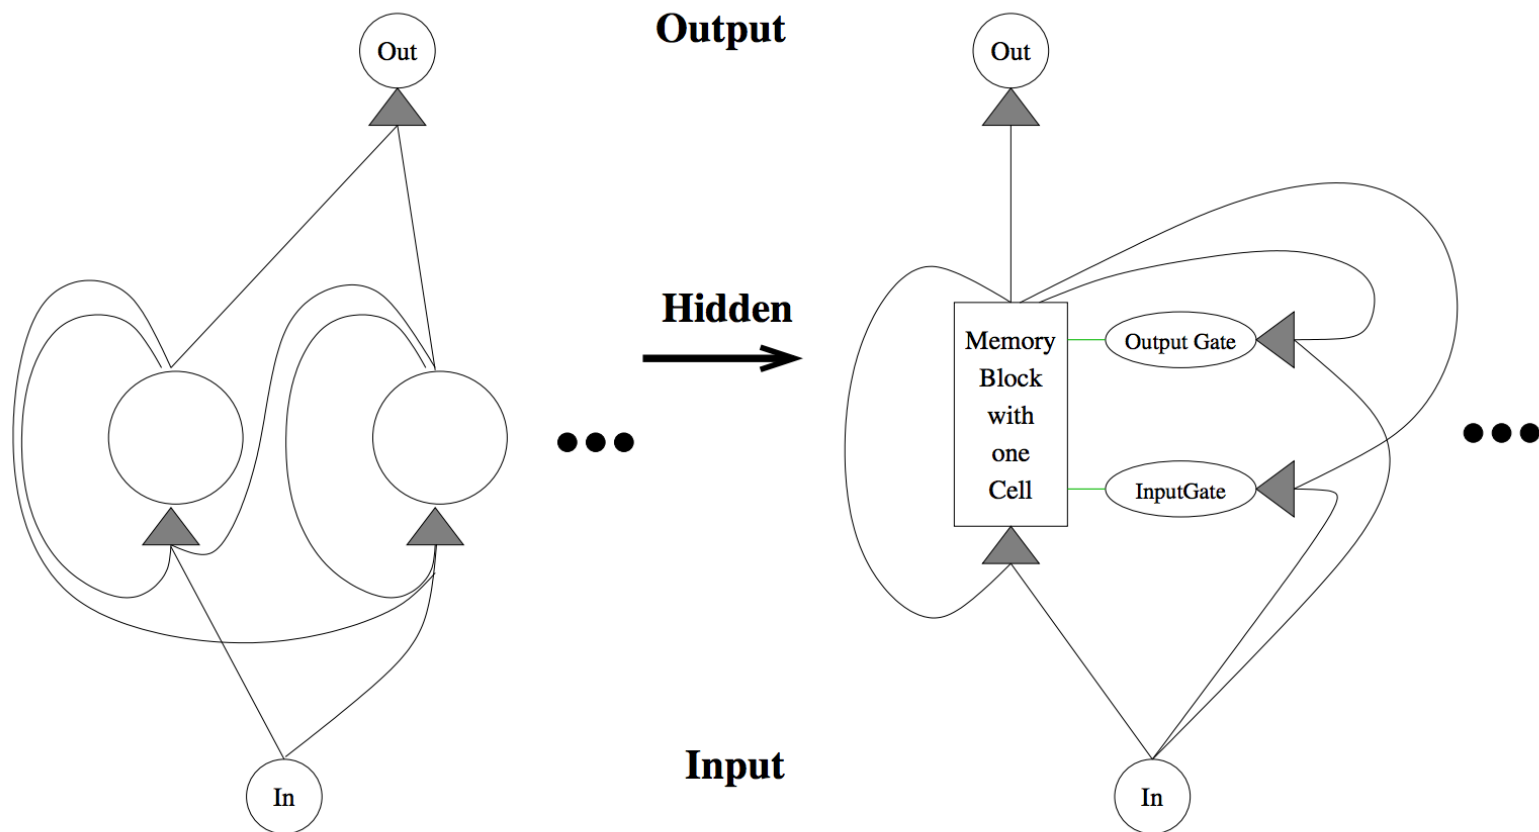 Out
Output
Out
Hidden
Memory
Block
with
one
Cell
Output Gate
InputGate
Input
In
In